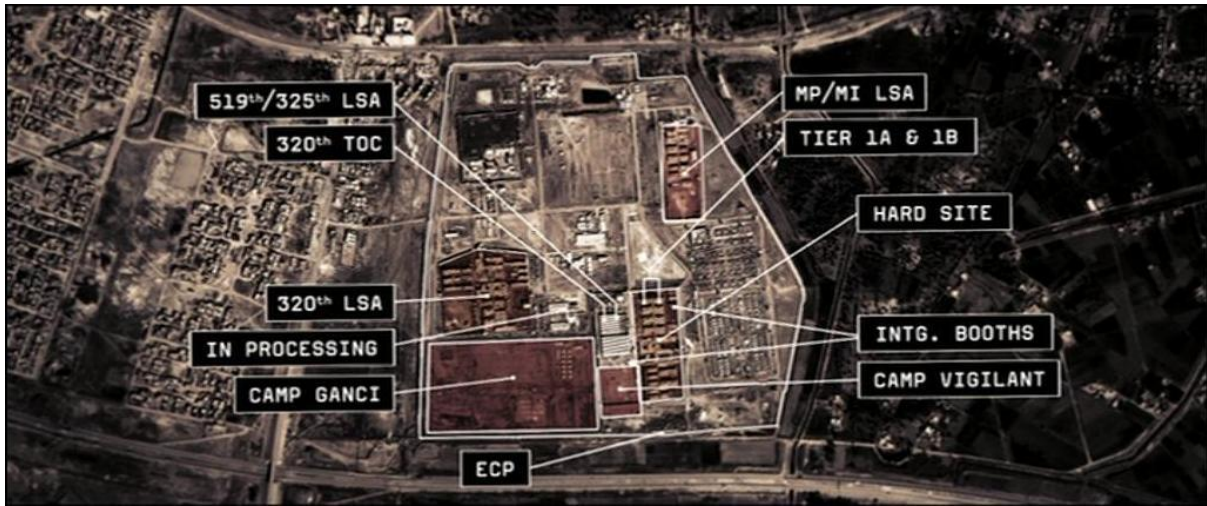 519th/325th LSA
320th TOC
320th LSA
IN PROCESSING
CAMP GANCI
ECP
MP/MI LSA
TIER 1A & 1B
HARD SITE
INTG. BOOTHS
CAMP VIGILANT